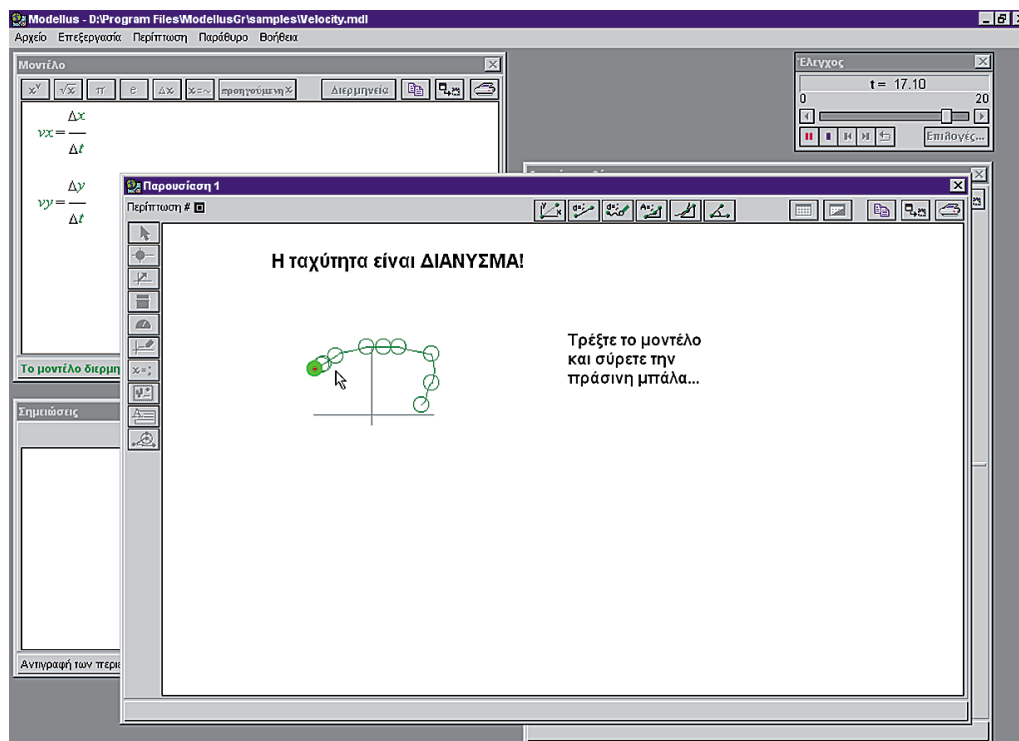 Modellus - D:\Program Files\ModellusGr\samples\Velocity.mdl
Αρχείο Επεξεργασία Περίπτωση Παράθυρο Βοήθεια
Μοντέλο
x^y √x π e Δx x=~ προηγούμενη X Διερμηνεία
vx = Δx / Δt
vy = Δy / Δt
Το μοντέλο διερμη
Έλεγχος
t = 17.10
0 20
Επιλογές...
Παρουσίαση 1
Περίπτωση #
Η ταχύτητα είναι ΔΙΑΝΥΣΜΑ!
Τρέξτε το μοντέλο
και σύρετε την
πράσινη μπάλα...
Σημειώσεις
Αντιγραφή των περιε